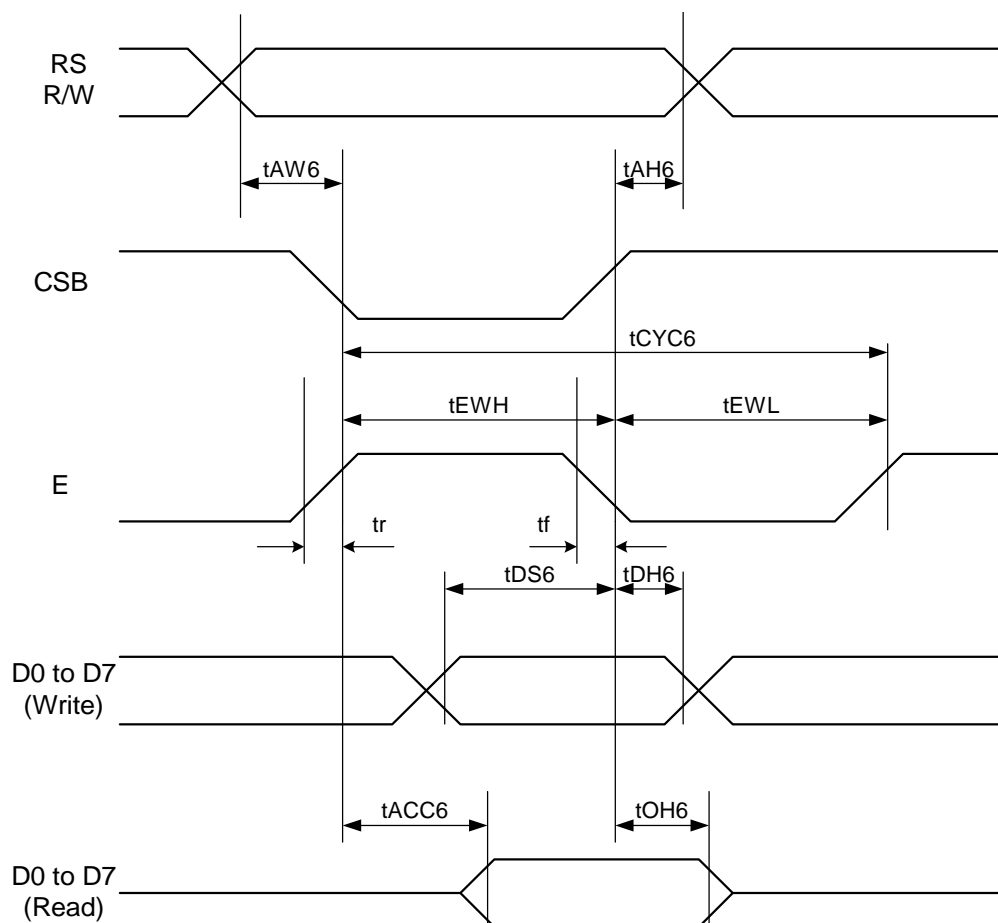 RS
R/W
tAW6
tAH6
CSB
tCYC6
tEWH
tEWL
E
tr
tf
tDS6
tDH6
D0 to D7
(Write)
tACC6
tOH6
D0 to D7
(Read)